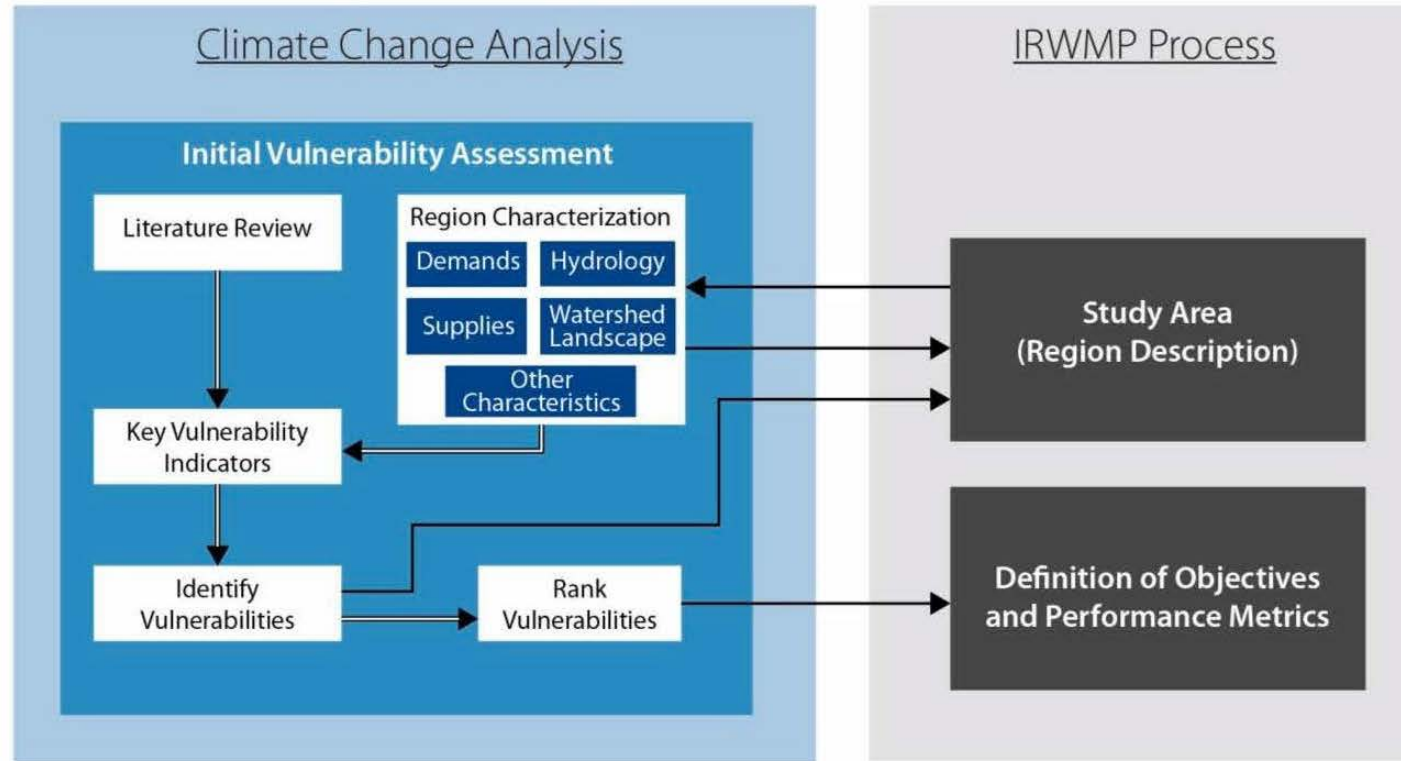 Climate Change Analysis
Initial Vulnerability Assessment
Literature Review
Region Characterization
Demands
Hydrology
Supplies
Watershed
Landscape
Other
Characteristics
Key Vulnerability
Indicators
Identify
Vulnerabilities
Rank
Vulnerabilities
IRWMP Process
Study Area
(Region Description)
Definition of Objectives
and Performance Metrics